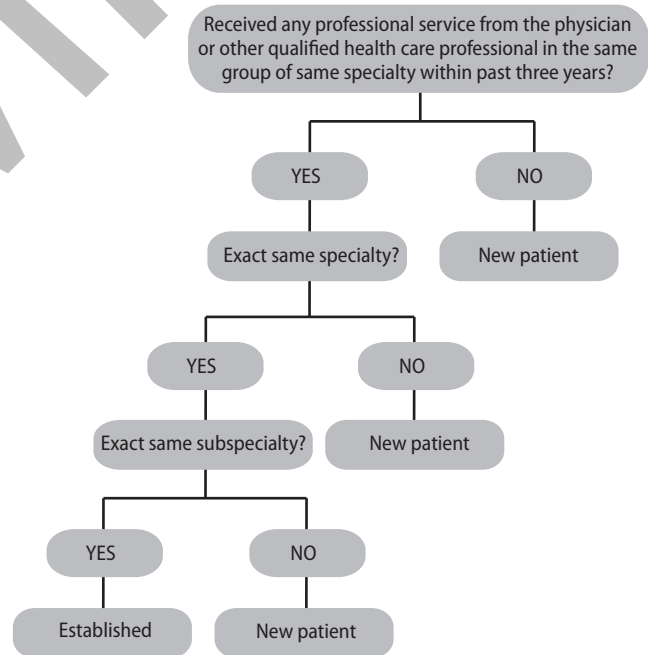 Received any professional service from the physician
or other qualified health care professional in the same
group of same specialty within past three years?
YES
NO
Exact same specialty?
New patient
YES
NO
Exact same subspecialty?
New patient
YES
NO
Established
New patient